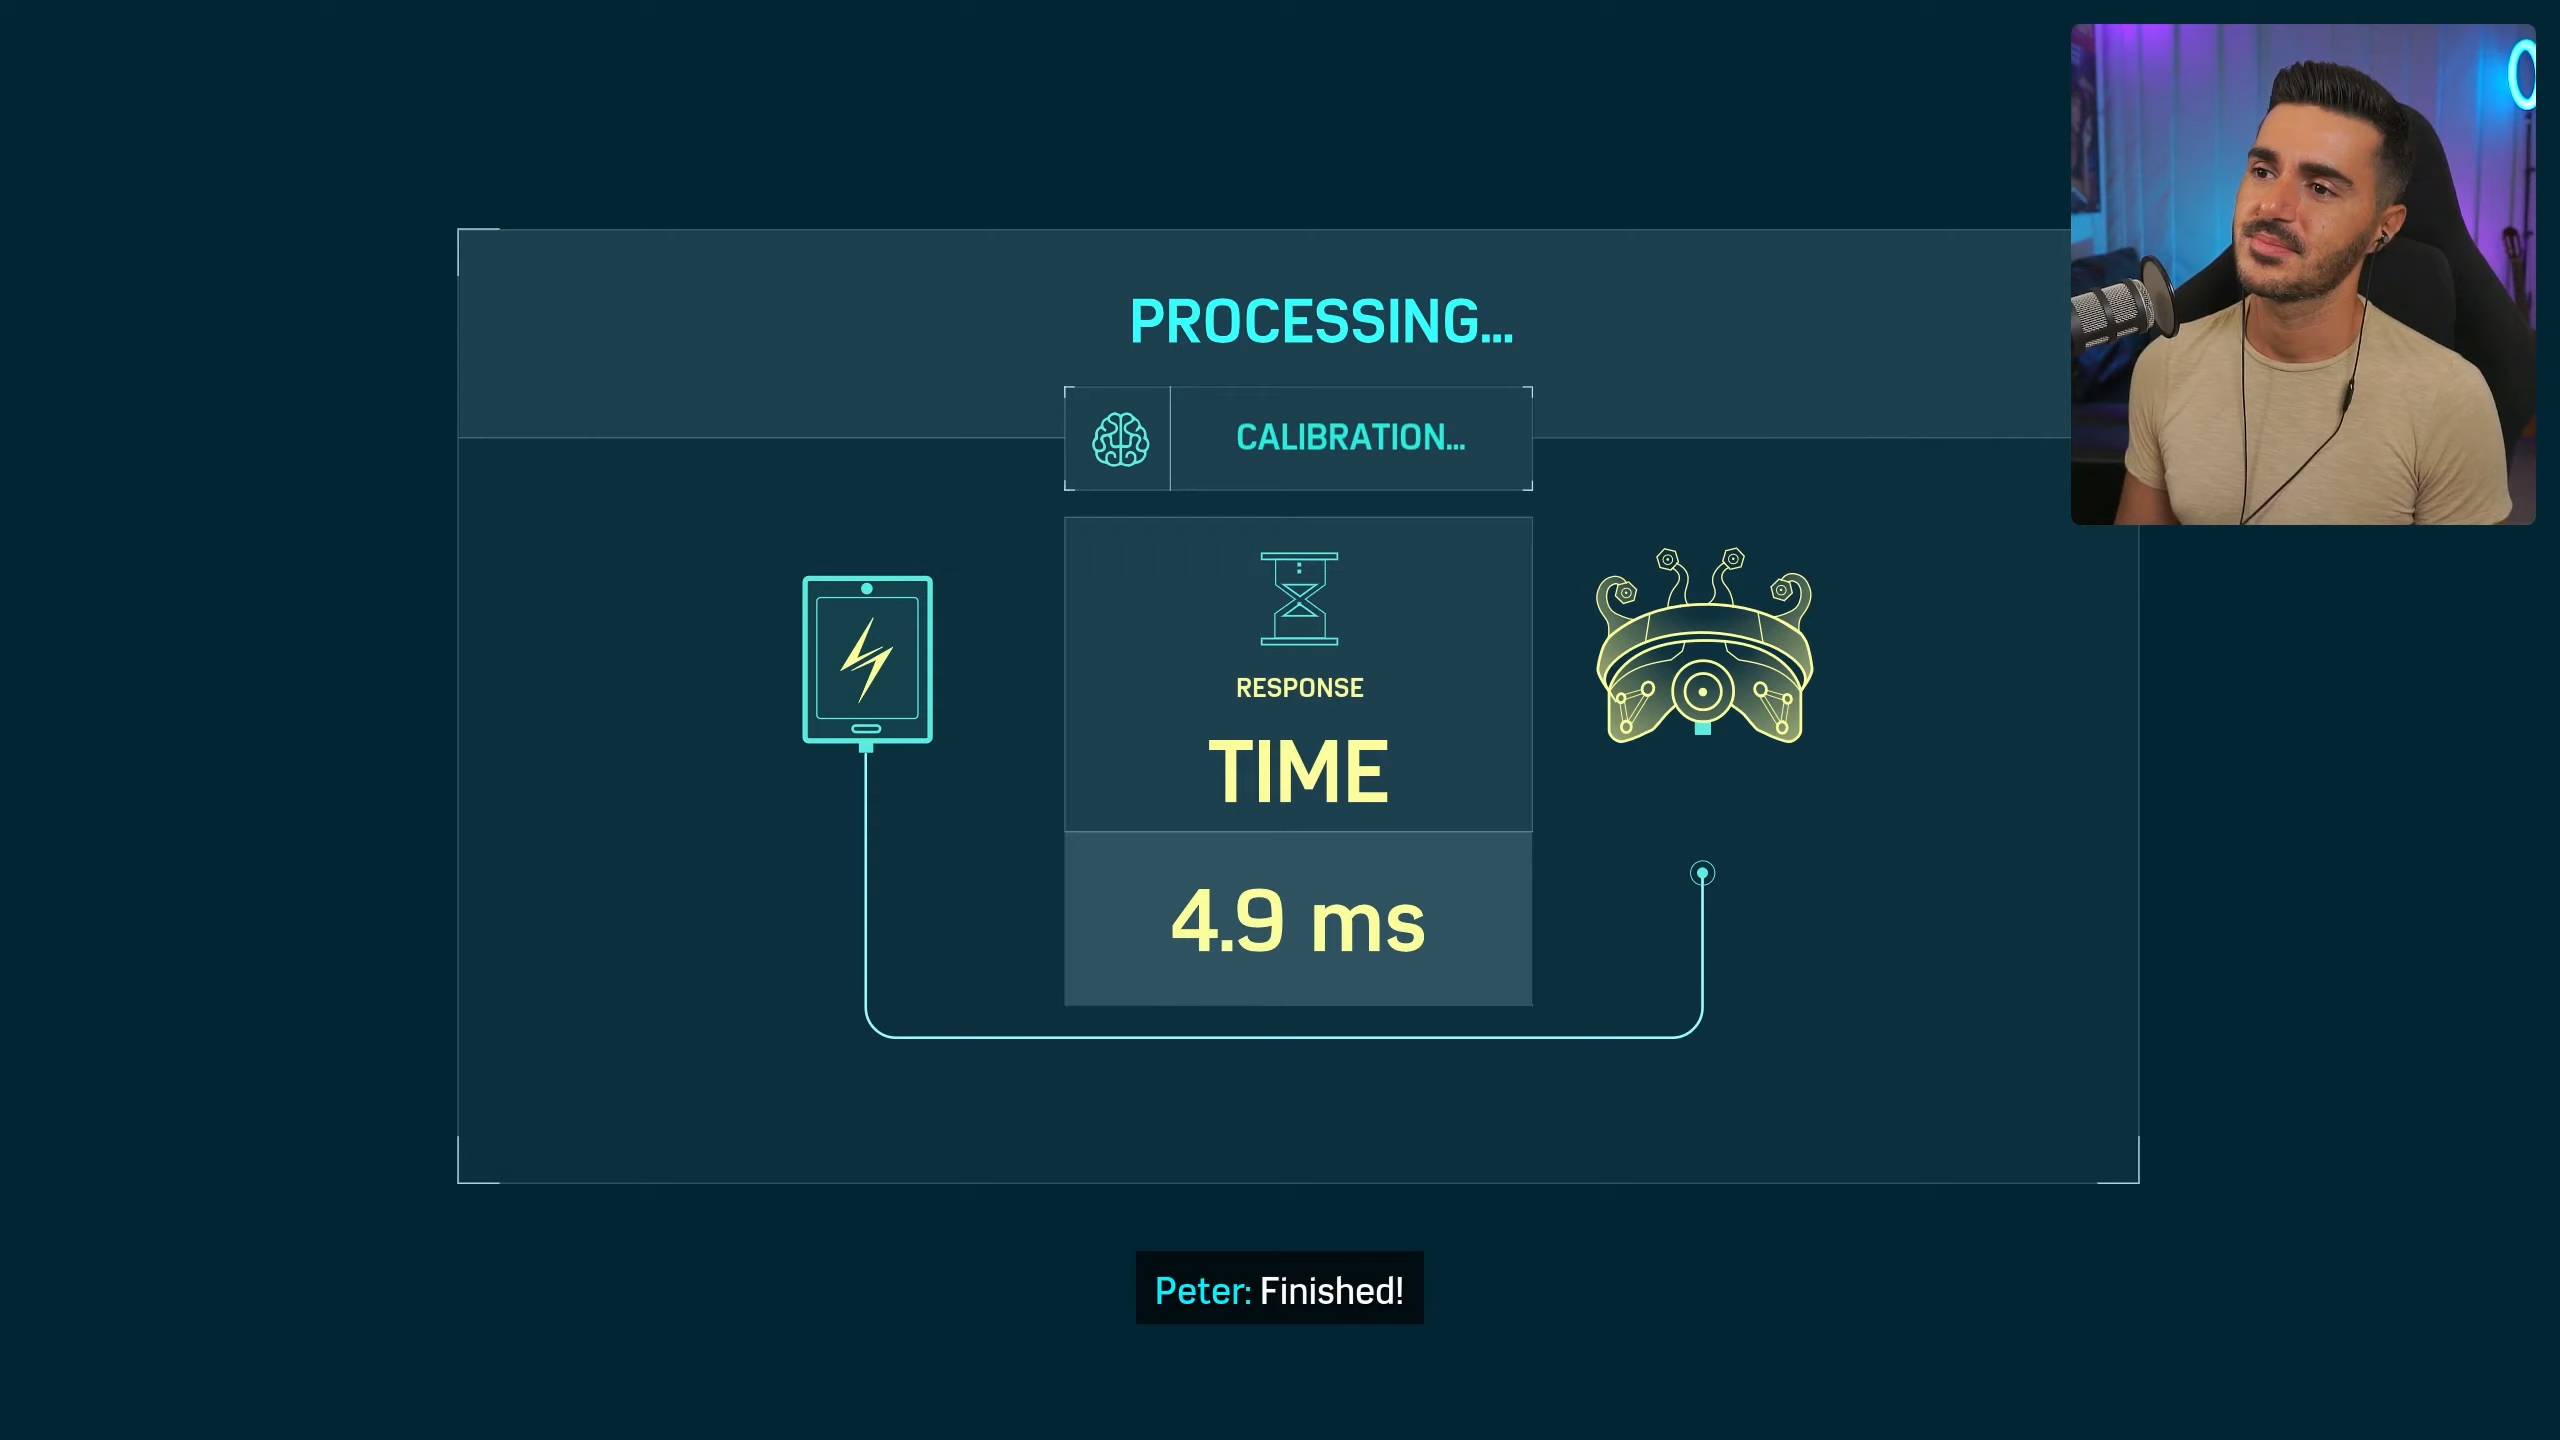 PROCESSING...
CALIBRATION...
RESPONSE
TIME
4.9 ms
Peter: Finished!